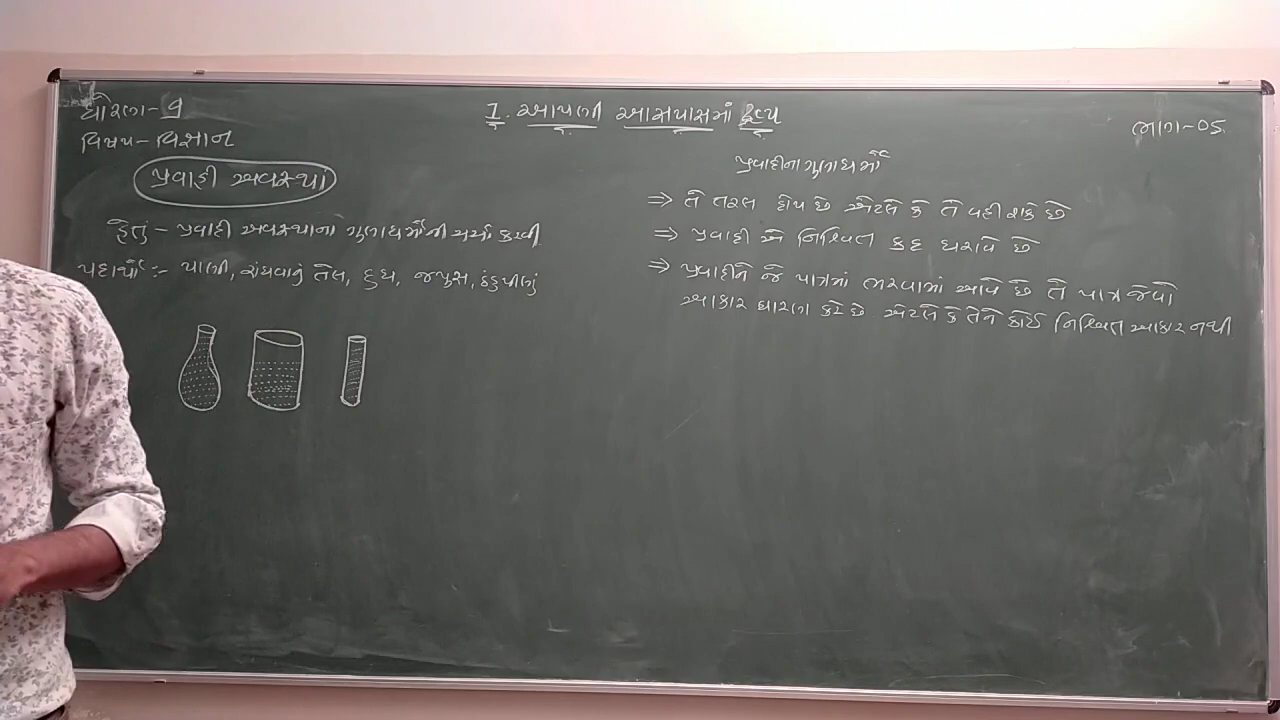 ધોરણ- 9
1. આપણી આસપાસમાં દ્રવ્ય
ભાગ-05
વિષય- વિજ્ઞાન
પ્રવાહી અવસ્થા
હેતું - પ્રવાહી અવસ્થાના ગુણધર્મોની ચર્ચા કરવી
પદાર્થો :- પાણી, રાંધવાનું તેલ, દુધ, જ્યુસ, ઠંડુપીણું
પ્રવાહીના ગુણધર્મો
⇒ તે તરલ હોય છે એટલે કે તે વહી શકે છે
⇒ પ્રવાહી એ નિશ્ચિત કદ ધરાવે છે
⇒ પ્રવાહીને જે પાત્રમાં ભરવામાં આવે છે તે પાત્ર જેવો
આકાર ધારણ કરે છે એટલે કે તેને કોઈ નિશ્ચિત આકાર નથી